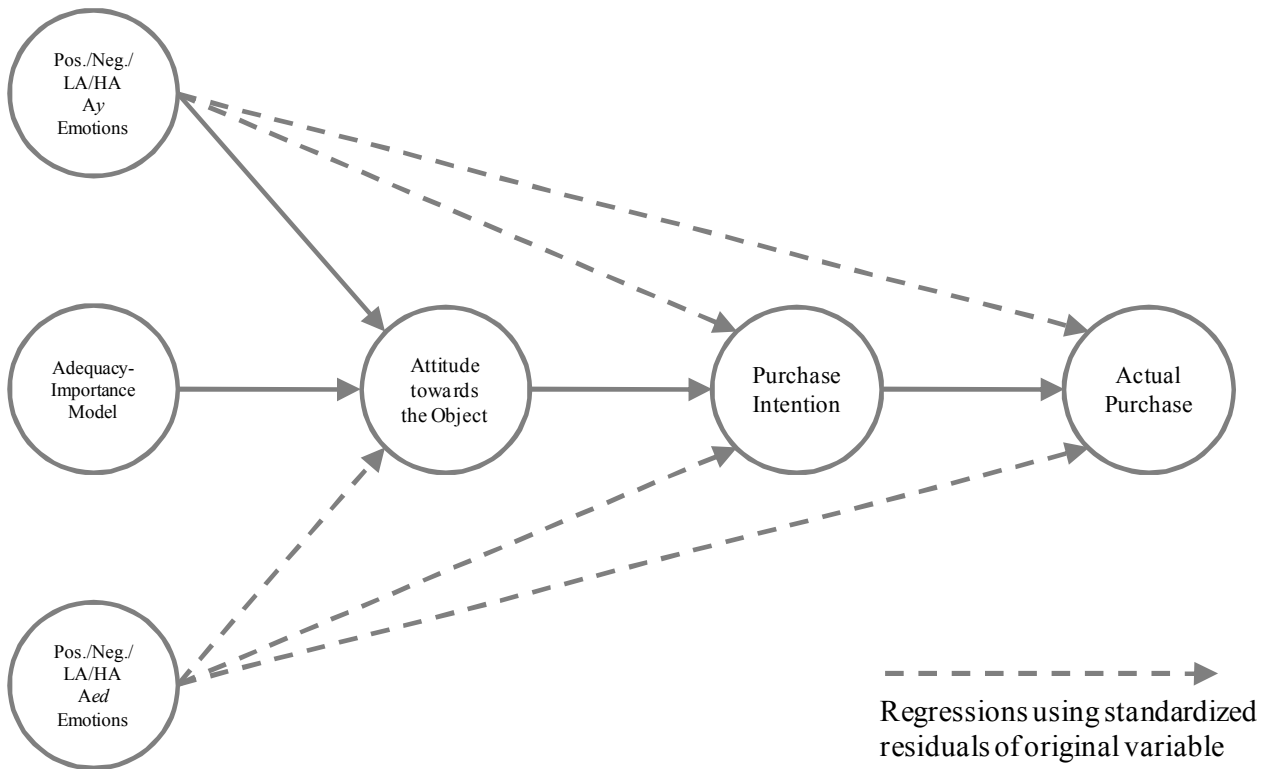 Pos./Neg./
LA/HA
Ay
Emotions
Adequacy-
Importance
Model
Attitude
towards
the Object
Purchase
Intention
Actual
Purchase
Pos./Neg./
LA/HA
Aed
Emotions
Regressions using standardized
residuals of original variable